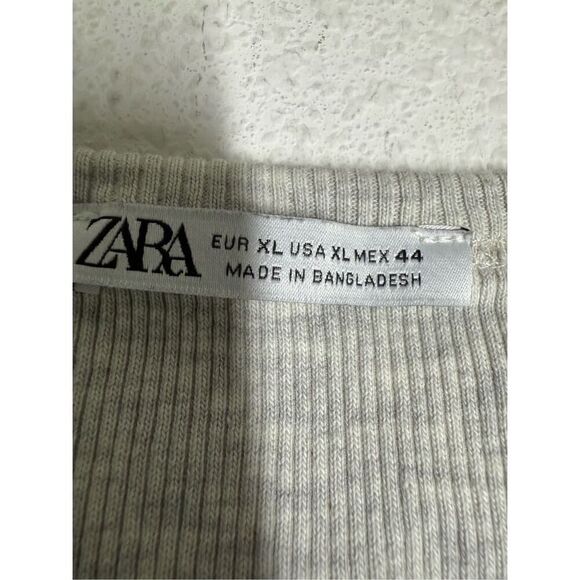 ZARA
EUR XL USA XL MEX 44
MADE IN BANGLADESH